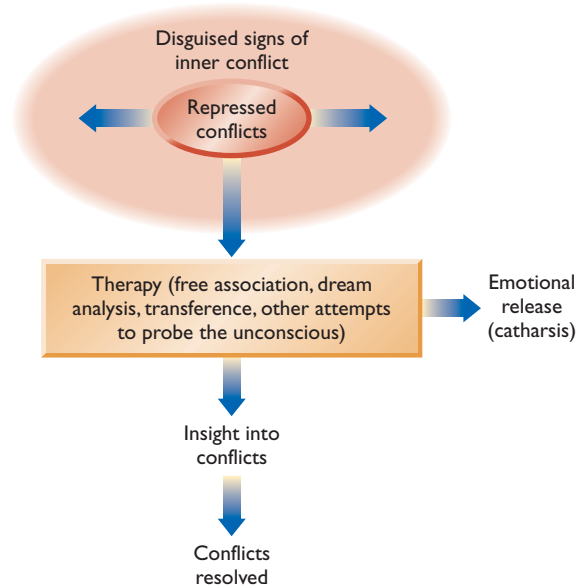 Disguised signs of
inner conflict
Repressed
conflicts
Therapy (free association, dream
analysis, transference, other attempts
to probe the unconscious)
Emotional
release
(catharsis)
Insight into
conflicts
Conflicts
resolved